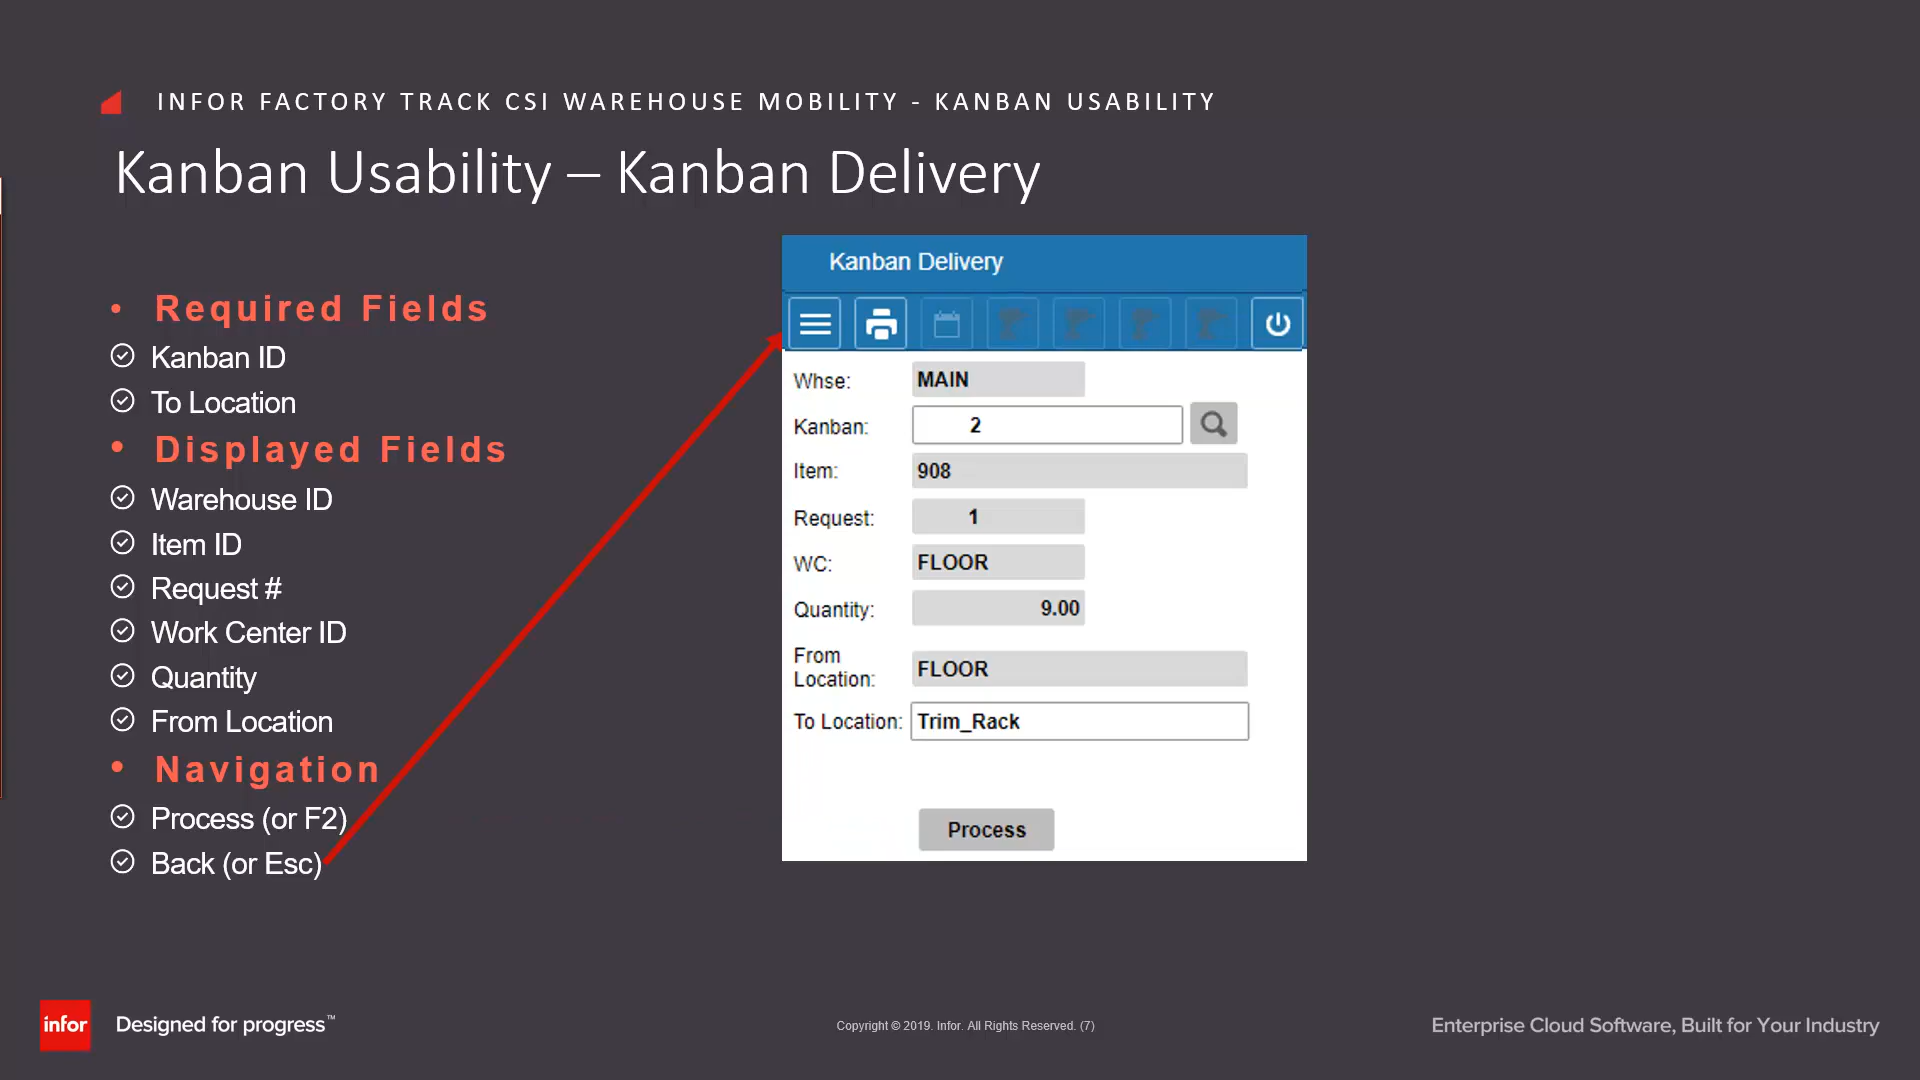 INFOR FACTORY TRACK CSI WAREHOUSE MOBILITY - KANBAN USABILITY
Kanban Usability – Kanban Delivery
• Required Fields
Kanban ID
To Location
• Displayed Fields
Warehouse ID
Item ID
Request #
Work Center ID
Quantity
From Location
• Navigation
Process (or F2)
Back (or Esc)
Kanban Delivery
Whse: MAIN
Kanban: 2
Item: 908
Request: 1
WC: FLOOR
Quantity: 9.00
From
Location: FLOOR
To Location: Trim_Rack
Process
infor Designed for progress™
Copyright © 2019. Infor. All Rights Reserved. (7)
Enterprise Cloud Software, Built for Your Industry